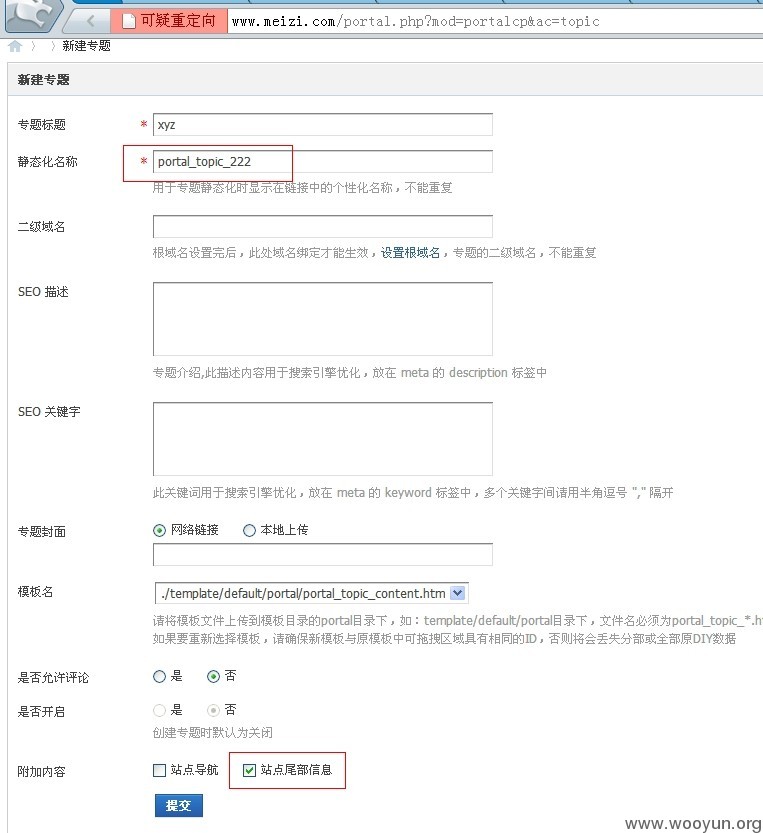 可疑重定向 www.meizi.com/portal.php?mod=portalcp&ac=topic
〉 〉新建专题
新建专题
专题标题 * xyz
静态化名称 * portal_topic_222
用于专题静态化时显示在链接中的个性化名称，不能重复
二级域名
根域名设置完后，此处域名绑定才能生效，设置根域名，专题的二级域名，不能重复
SEO 描述
专题介绍,此描述内容用于搜索引擎优化，放在 meta 的 description 标签中
SEO 关键字
此关键词用于搜索引擎优化，放在 meta 的 keyword 标签中，多个关键字间请用半角逗号 "," 隔开
专题封面 网络链接 本地上传
模板名 ./template/default/portal/portal_topic_content.htm
请将模板文件上传到模板目录的portal目录下，如：template/default/portal目录下，文件名必须为portal_topic_*.h
如果要重新选择模板，请确保新模板与原模板中可拖拽区域具有相同的ID，否则将会丢失分部或全部原DIY数据
是否允许评论 是 否
是否开启 是 否
创建专题时默认为关闭
附加内容 站点导航 站点尾部信息
提交
www.wooyun.org